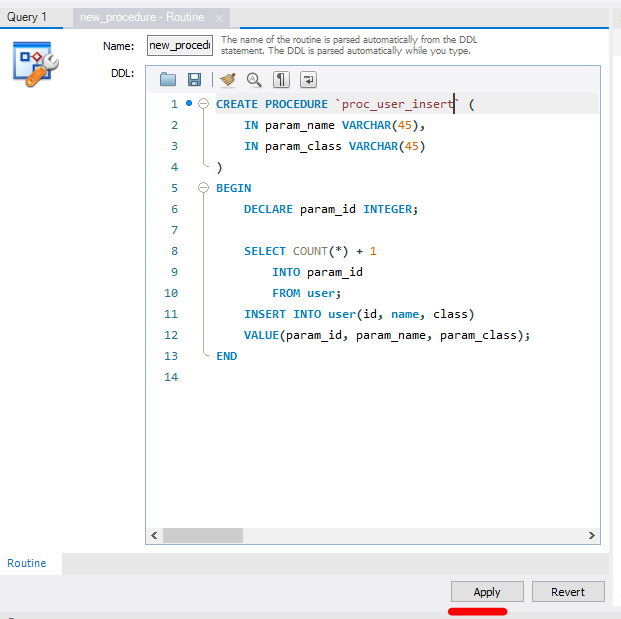 Query 1
new_procedure - Routine ×
Name: new_proced
The name of the routine is parsed automatically from the DDL
statement. The DDL is parsed automatically while you type.
DDL:
1 CREATE PROCEDURE `proc_user_insert` (
2 IN param_name VARCHAR(45),
3 IN param_class VARCHAR(45)
4 )
5 BEGIN
6 DECLARE param_id INTEGER;
7
8 SELECT COUNT(*) + 1
9 INTO param_id
10 FROM user;
11 INSERT INTO user(id, name, class)
12 VALUE(param_id, param_name, param_class);
13 END
14
Routine
Apply Revert